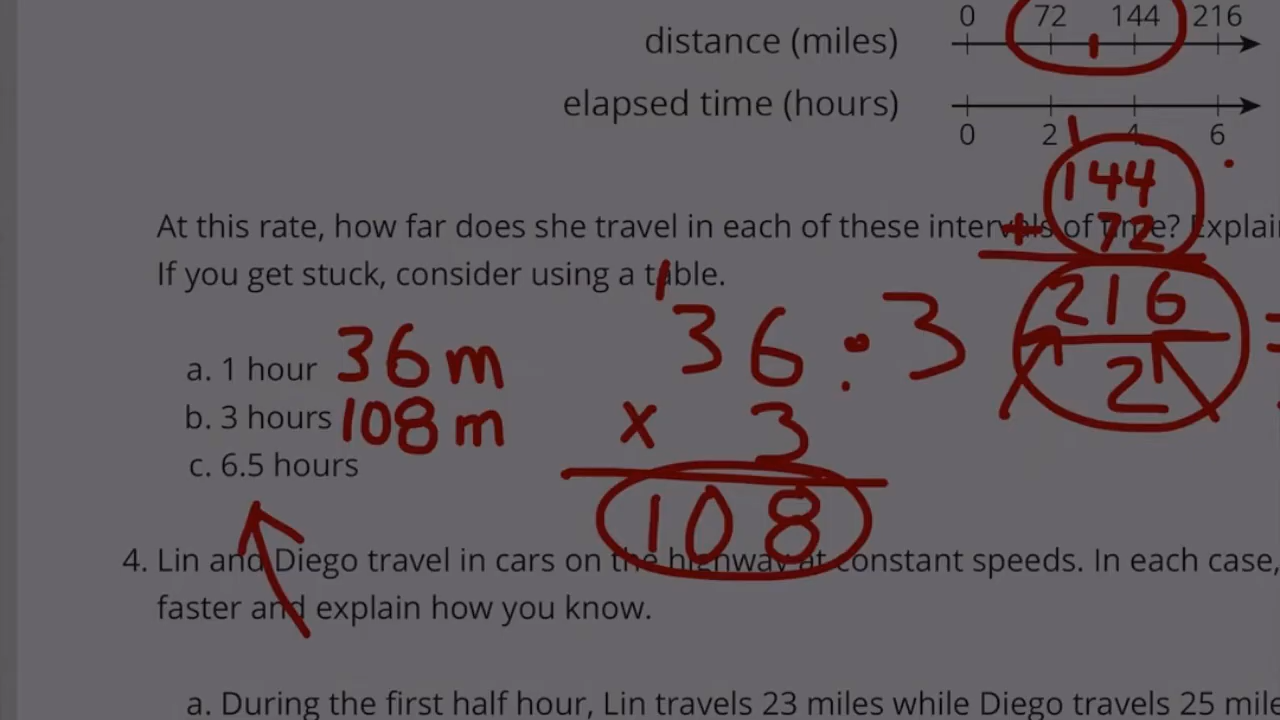 0 72 144 216
distance (miles)
elapsed time (hours)
0 2 4 6
144
+ 72
216
2
At this rate, how far does she travel in each of these intervals of time? Explai
If you get stuck, consider using a table.
1
36 : 3
x 3
108
a. 1 hour 36 m
b. 3 hours 108 m
c. 6.5 hours
4. Lin and Diego travel in cars on the highway at constant speeds. In each case,
faster and explain how you know.
a. During the first half hour, Lin travels 23 miles while Diego travels 25 mile